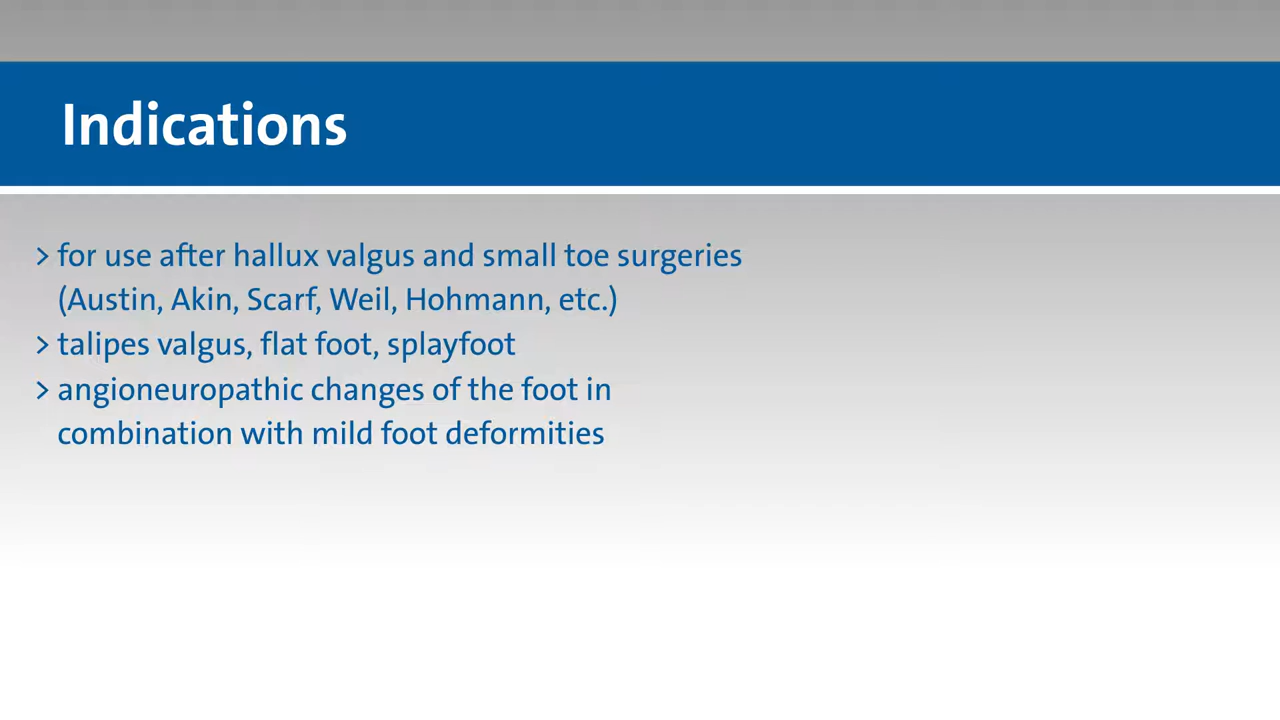 Indications
> for use after hallux valgus and small toe surgeries
(Austin, Akin, Scarf, Weil, Hohmann, etc.)
> talipes valgus, flat foot, splayfoot
> angioneuropathic changes of the foot in
combination with mild foot deformities